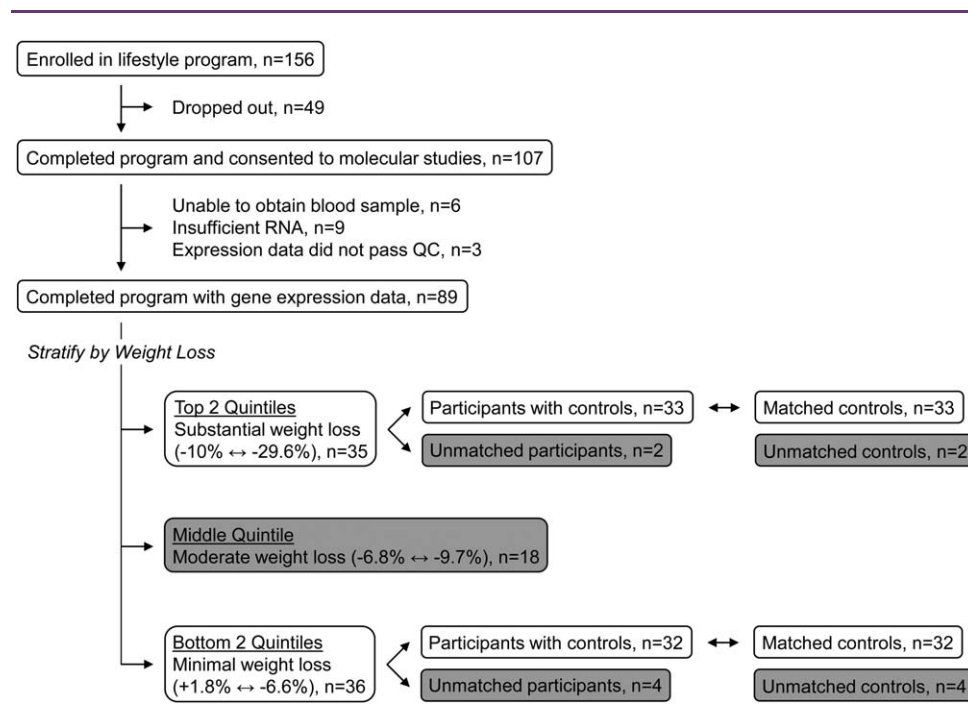 Enrolled in lifestyle program, n=156
Dropped out, n=49
Completed program and consented to molecular studies, n=107
Unable to obtain blood sample, n=6
Insufficient RNA, n=9
Expression data did not pass QC, n=3
Completed program with gene expression data, n=89
Stratify by Weight Loss
Top 2 Quintiles
Substantial weight loss
(-10% ↔ -29.6%), n=35
Participants with controls, n=33
Matched controls, n=33
Unmatched participants, n=2
Unmatched controls, n=2
Middle Quintile
Moderate weight loss (-6.8% ↔ -9.7%), n=18
Bottom 2 Quintiles
Minimal weight loss
(+1.8% ↔ -6.6%), n=36
Participants with controls, n=32
Matched controls, n=32
Unmatched participants, n=4
Unmatched controls, n=4